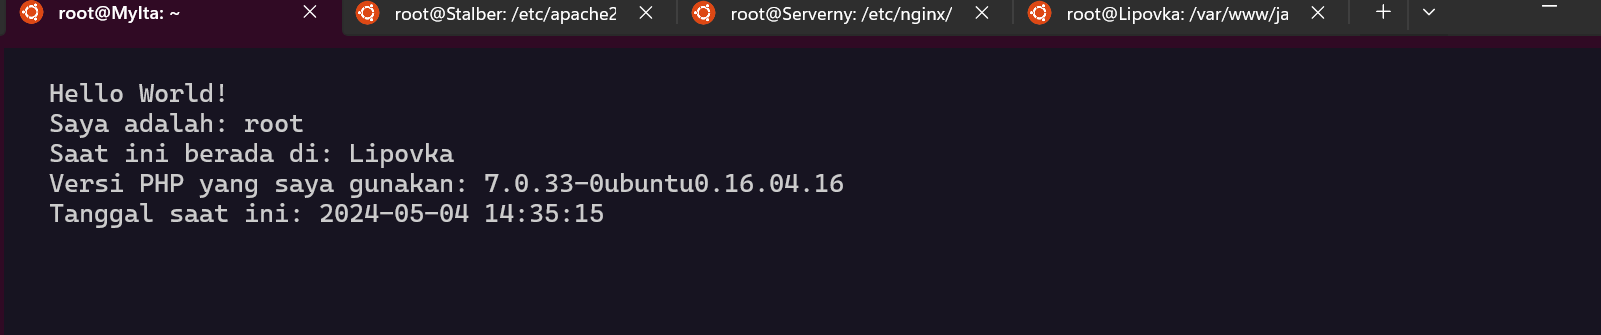 root@Mylta: ~ root@Stalber: /etc/apache2 root@Serverny: /etc/nginx/ root@Lipovka: /var/www/ja
Hello World!
Saya adalah: root
Saat ini berada di: Lipovka
Versi PHP yang saya gunakan: 7.0.33-0ubuntu0.16.04.16
Tanggal saat ini: 2024-05-04 14:35:15